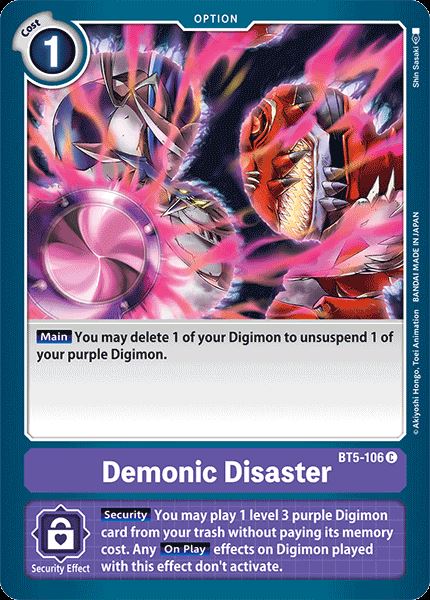 OPTION
Cost
1
Shin Sasaki
Main You may delete 1 of your Digimon to unsuspend 1 of
your purple Digimon.
© Akiyoshi Hongo, Toei Animation BANDAI MADE IN JAPAN
BT5-106 C
Demonic Disaster
Security You may play 1 level 3 purple Digimon
card from your trash without paying its memory
cost. Any On Play effects on Digimon played
with this effect don't activate.
Security Effect